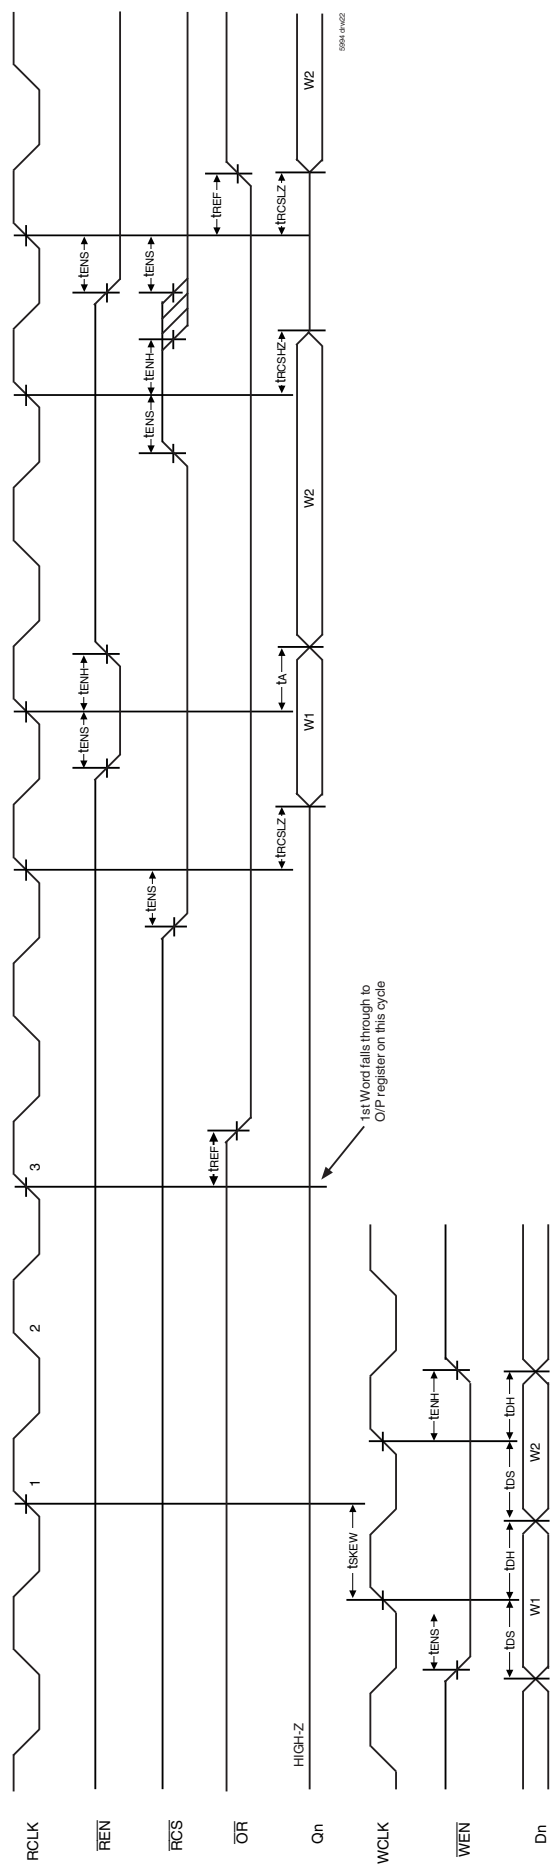 RCLK
1
2
3
REN
tENS
tENH
tENS
RCS
tENS
tENS
tENH
tENS
OR
tREF
tREF
Qn
HIGH-Z
tRCSLZ
W1
tA
W2
tRCSHZ
tRCSLZ
W2
5994 drw22
tSKEW
1st Word falls through to
O/P register on this cycle
WCLK
WEN
tENS
tENH
Dn
tDS
tDH
tDS
tDH
W1
W2